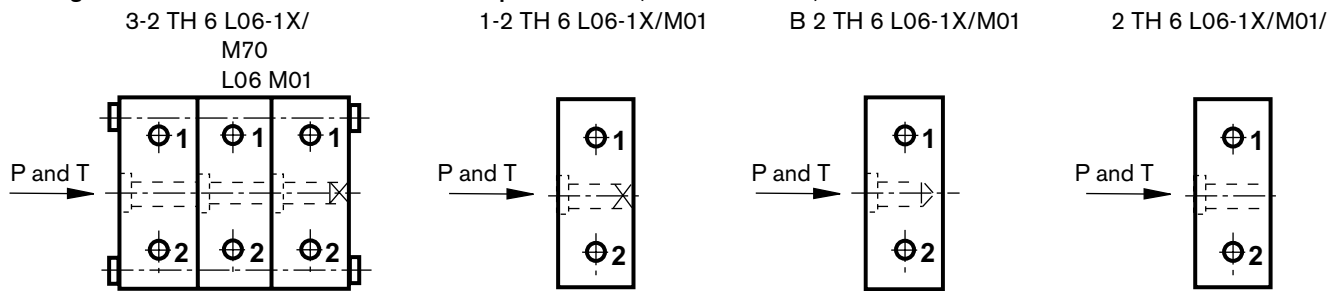 3-2 TH 6 L06-1X/
M70
L06 M01
1-2 TH 6 L06-1X/M01
B 2 TH 6 L06-1X/M01
2 TH 6 L06-1X/M01/
P and T
1
1
1
2
2
2
P and T
1
2
P and T
1
2
P and T
1
2